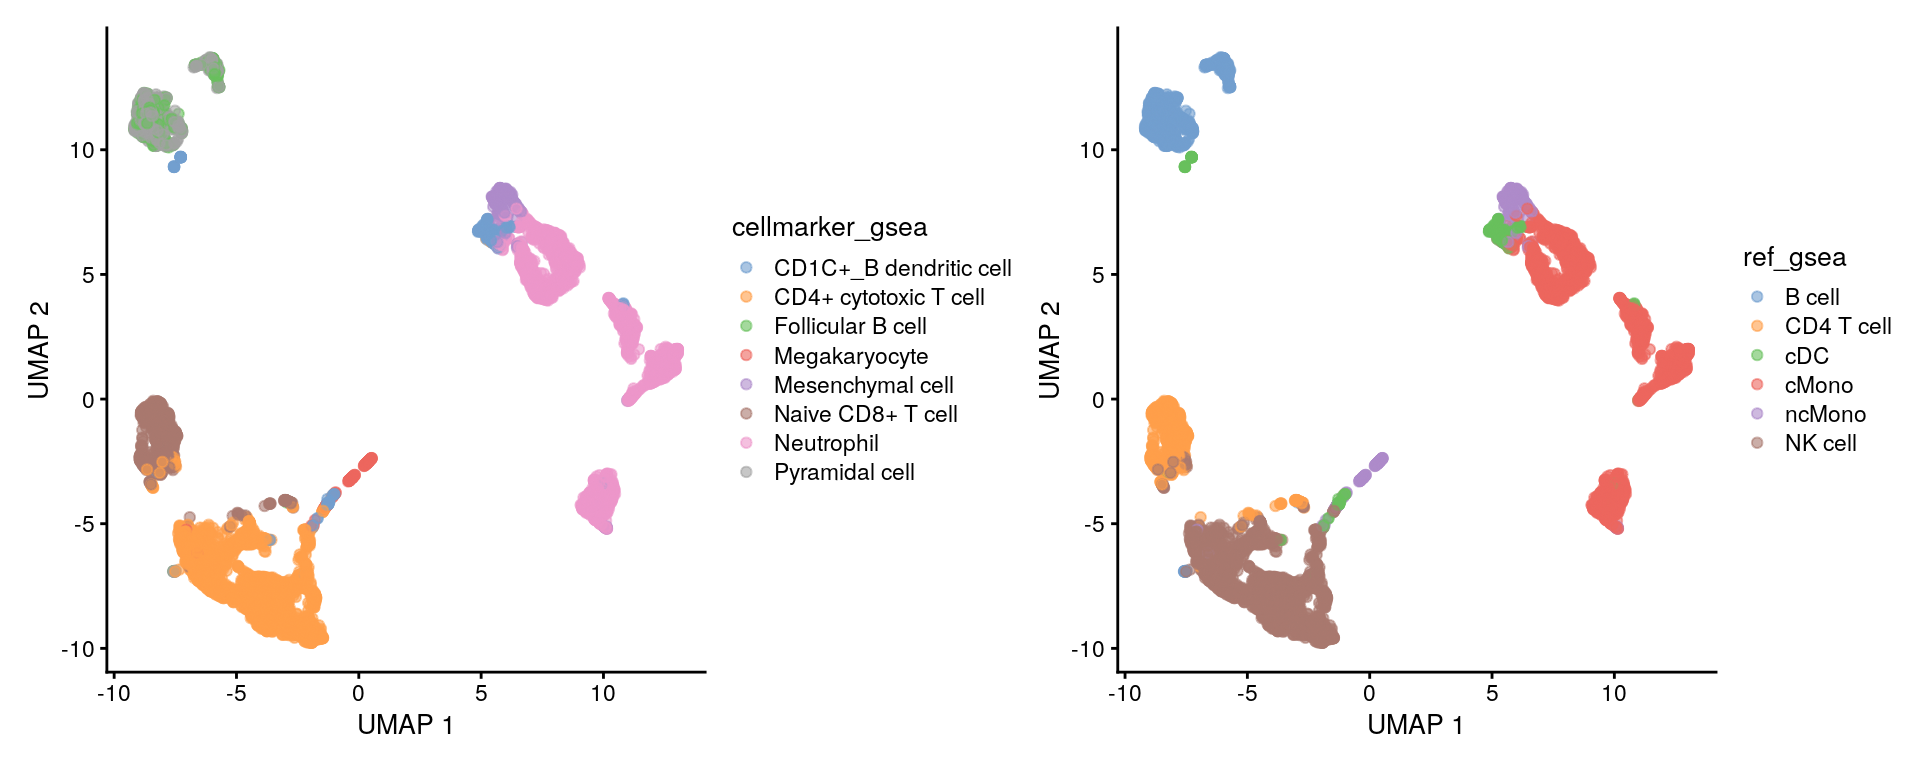 10
5
0
-5
-10
-10
-5
0
5
10
UMAP 1
UMAP 2
cellmarker_gsea
CD1C+_B dendritic cell
CD4+ cytotoxic T cell
Follicular B cell
Megakaryocyte
Mesenchymal cell
Naive CD8+ T cell
Neutrophil
Pyramidal cell
10
5
0
-5
-10
-10
-5
0
5
10
UMAP 1
UMAP 2
ref_gsea
B cell
CD4 T cell
cDC
cMono
ncMono
NK cell